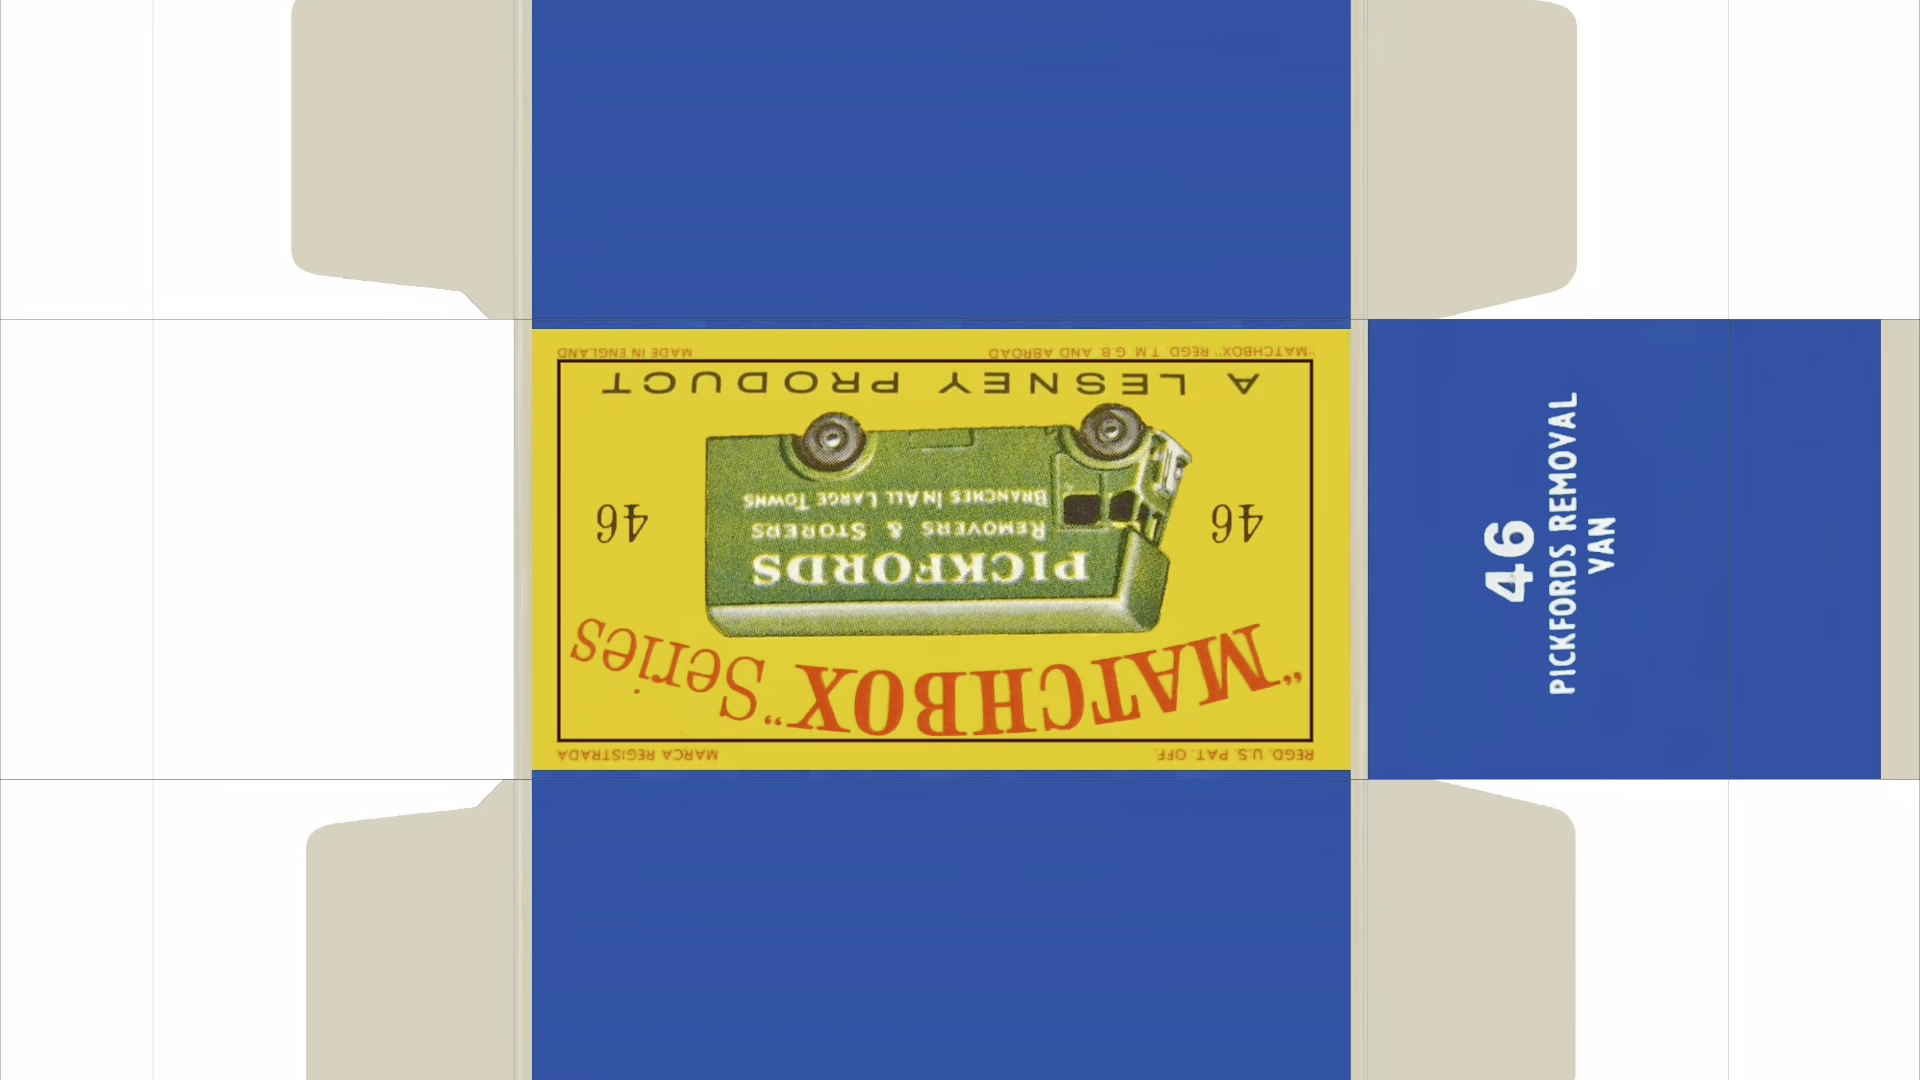 REGD. U.S. PAT. OFF. MARCA REGISTRADA
"MATCHBOX" Series
PICKFORDS
REMOVERS & STORERS
BRANCHES IN ALL LARGE TOWNS
46 46
A LESNEY PRODUCT
"MATCHBOX" REGD. T.M. G.B. AND ABROAD MADE IN ENGLAND
46
PICKFORDS REMOVAL
VAN